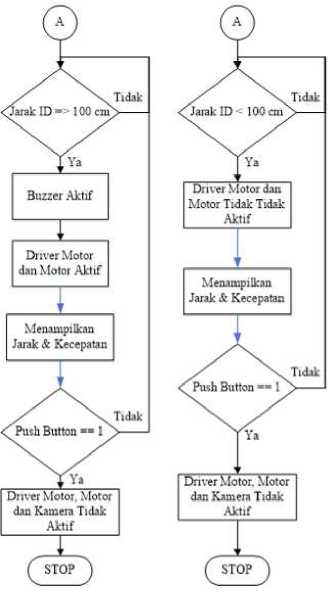 A
Jarak ID => 100 cm
Tidak
Ya
Buzzer Aktif
Driver Motor
dan Motor Aktif
Menampilkan
Jarak & Kecepatan
Push Button == 1
Tidak
Ya
Driver Motor, Motor
dan Kamera Tidak
Aktif
STOP
A
Jarak ID < 100 cm
Tidak
Ya
Driver Motor dan
Motor Tidak Tidak
Aktif
Menampilkan
Jarak & Kecepatan
Tidak
Push Button == 1
Ya
Driver Motor, Motor
dan Kamera Tidak
Aktif
STOP